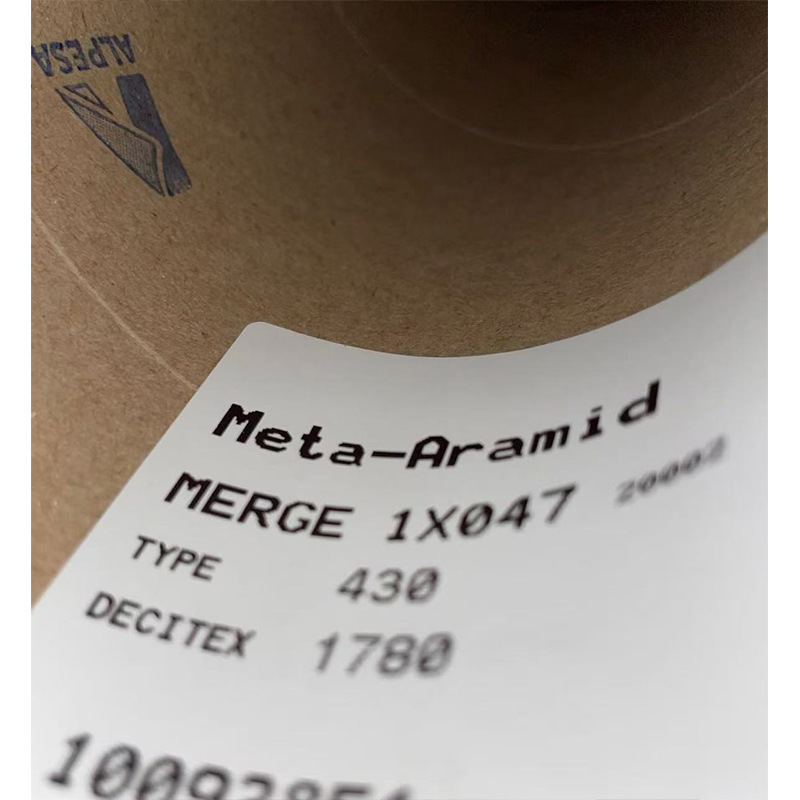 ALPESA
Meta-Aramid
MERGE 1X047
TYPE 430
DECITEX 1780